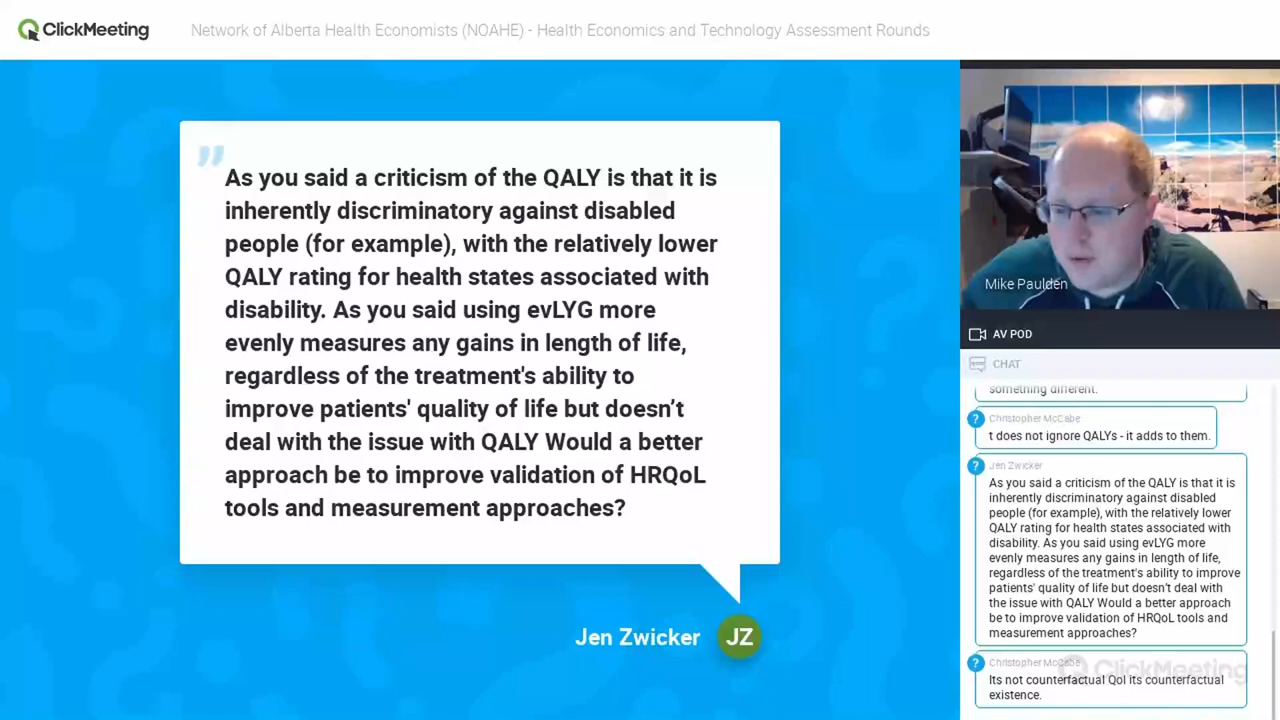 ClickMeeting
Network of Alberta Health Economists (NOAHE) - Health Economics and Technology Assessment Rounds
As you said a criticism of the QALY is that it is
inherently discriminatory against disabled
people (for example), with the relatively lower
QALY rating for health states associated with
disability. As you said using evLYG more
evenly measures any gains in length of life,
regardless of the treatment's ability to
improve patients' quality of life but doesn’t
deal with the issue with QALY Would a better
approach be to improve validation of HRQoL
tools and measurement approaches?
Jen Zwicker
JZ
Mike Paulden
AV POD
CHAT
something different.
Christopher McCabe
t does not ignore QALYs - it adds to them.
Jen Zwicker
As you said a criticism of the QALY is that it is
inherently discriminatory against disabled
people (for example), with the relatively lower
QALY rating for health states associated with
disability. As you said using evLYG more
evenly measures any gains in length of life,
regardless of the treatment's ability to improve
patients' quality of life but doesn’t deal with
the issue with QALY Would a better approach
be to improve validation of HRQoL tools and
measurement approaches?
Christopher McCabe
Its not counterfactual Qol its counterfactual
existence.
ClickMeeting